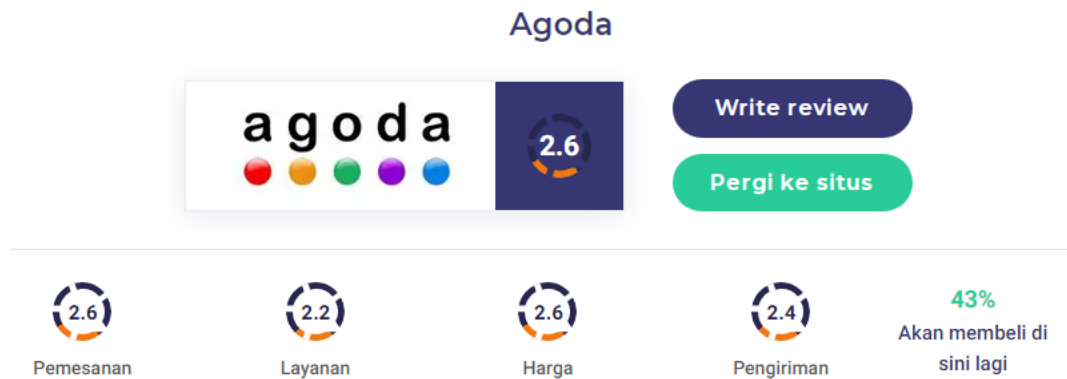 Agoda
agoda
2.6
Write review
Pergi ke situs
2.6
2.2
2.6
2.4
43%
Pemesanan
Layanan
Harga
Pengiriman
Akan membeli di
sini lagi